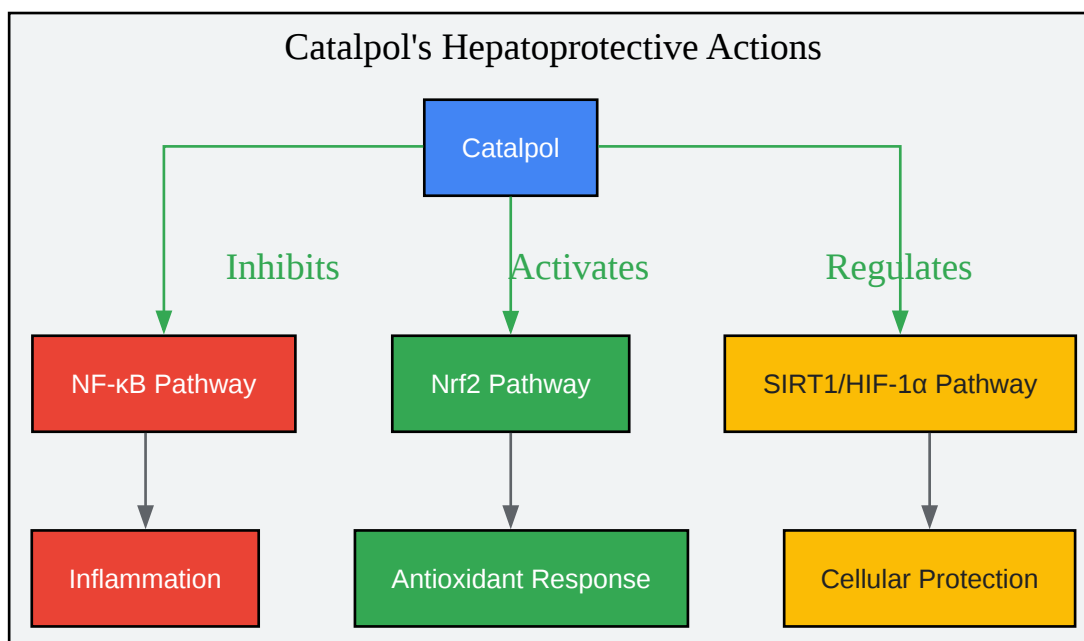 Catalpol's Hepatoprotective Actions
Catalpol
Inhibits
Activates
Regulates
NF-κB Pathway
Nrf2 Pathway
SIRT1/HIF-1α Pathway
Inflammation
Antioxidant Response
Cellular Protection